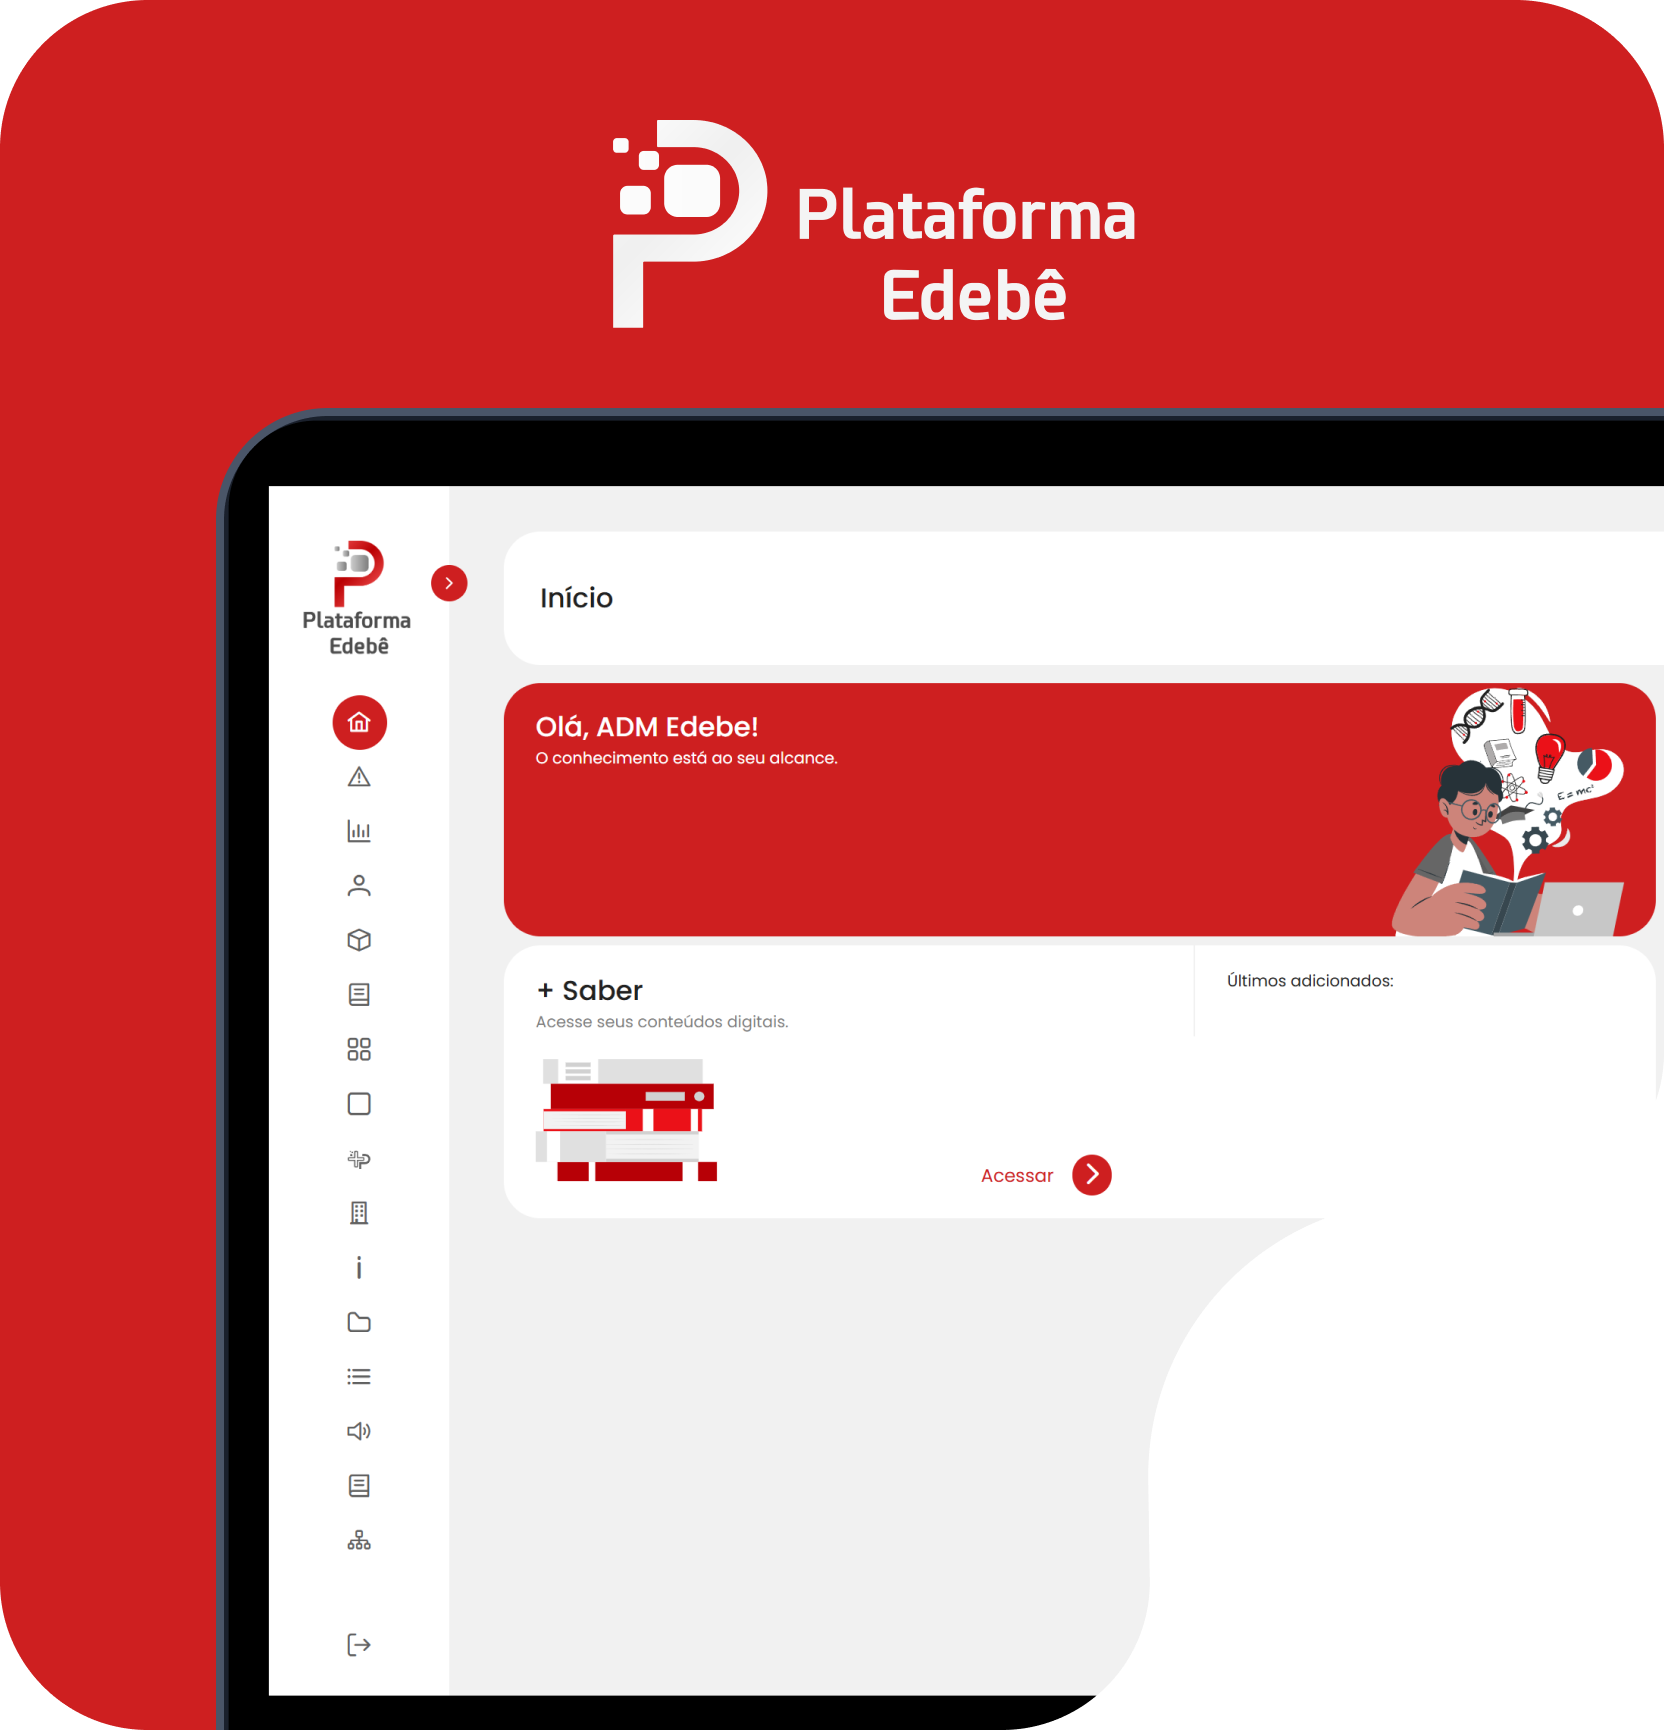 Plataforma
Edebê
Plataforma
Edebê
Início
Olá, ADM Edebe!
O conhecimento está ao seu alcance.
E = mc²
+ Saber
Acesse seus conteúdos digitais.
Últimos adicionados:
Acessar